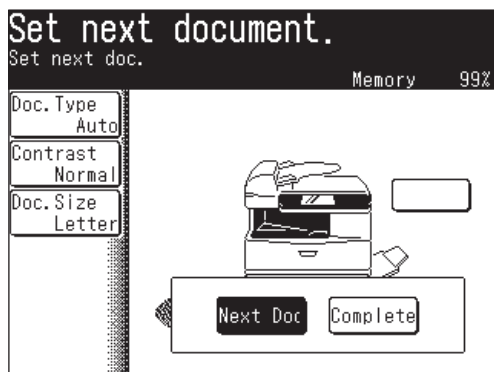 Set next document.
Set next doc.
Memory 99%
Doc.Type
Auto
Contrast
Normal
Doc.Size
Letter
Next Doc Complete